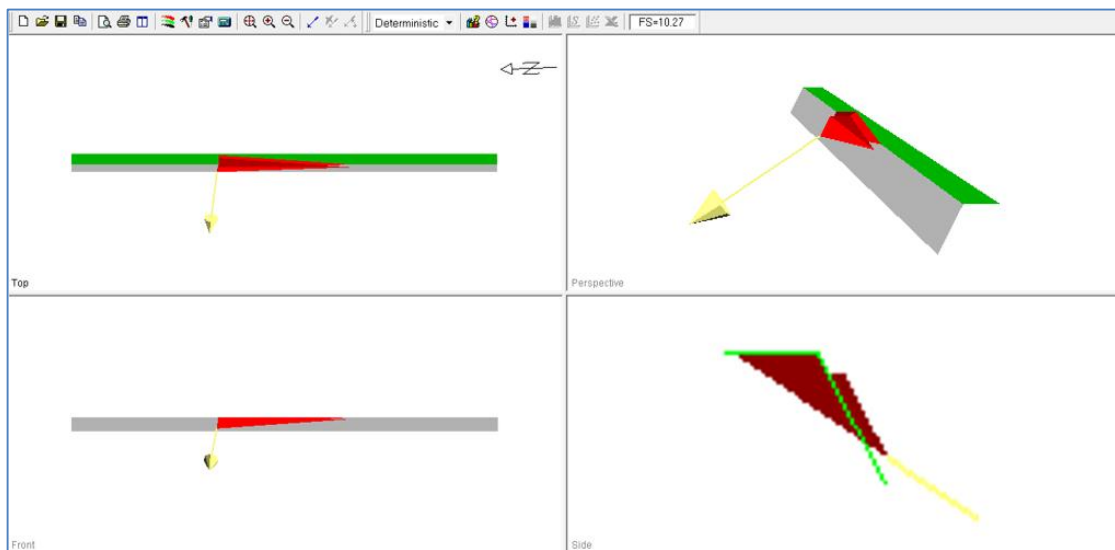 Deterministic FS=10.27
N
Top
Perspective
Front
Side